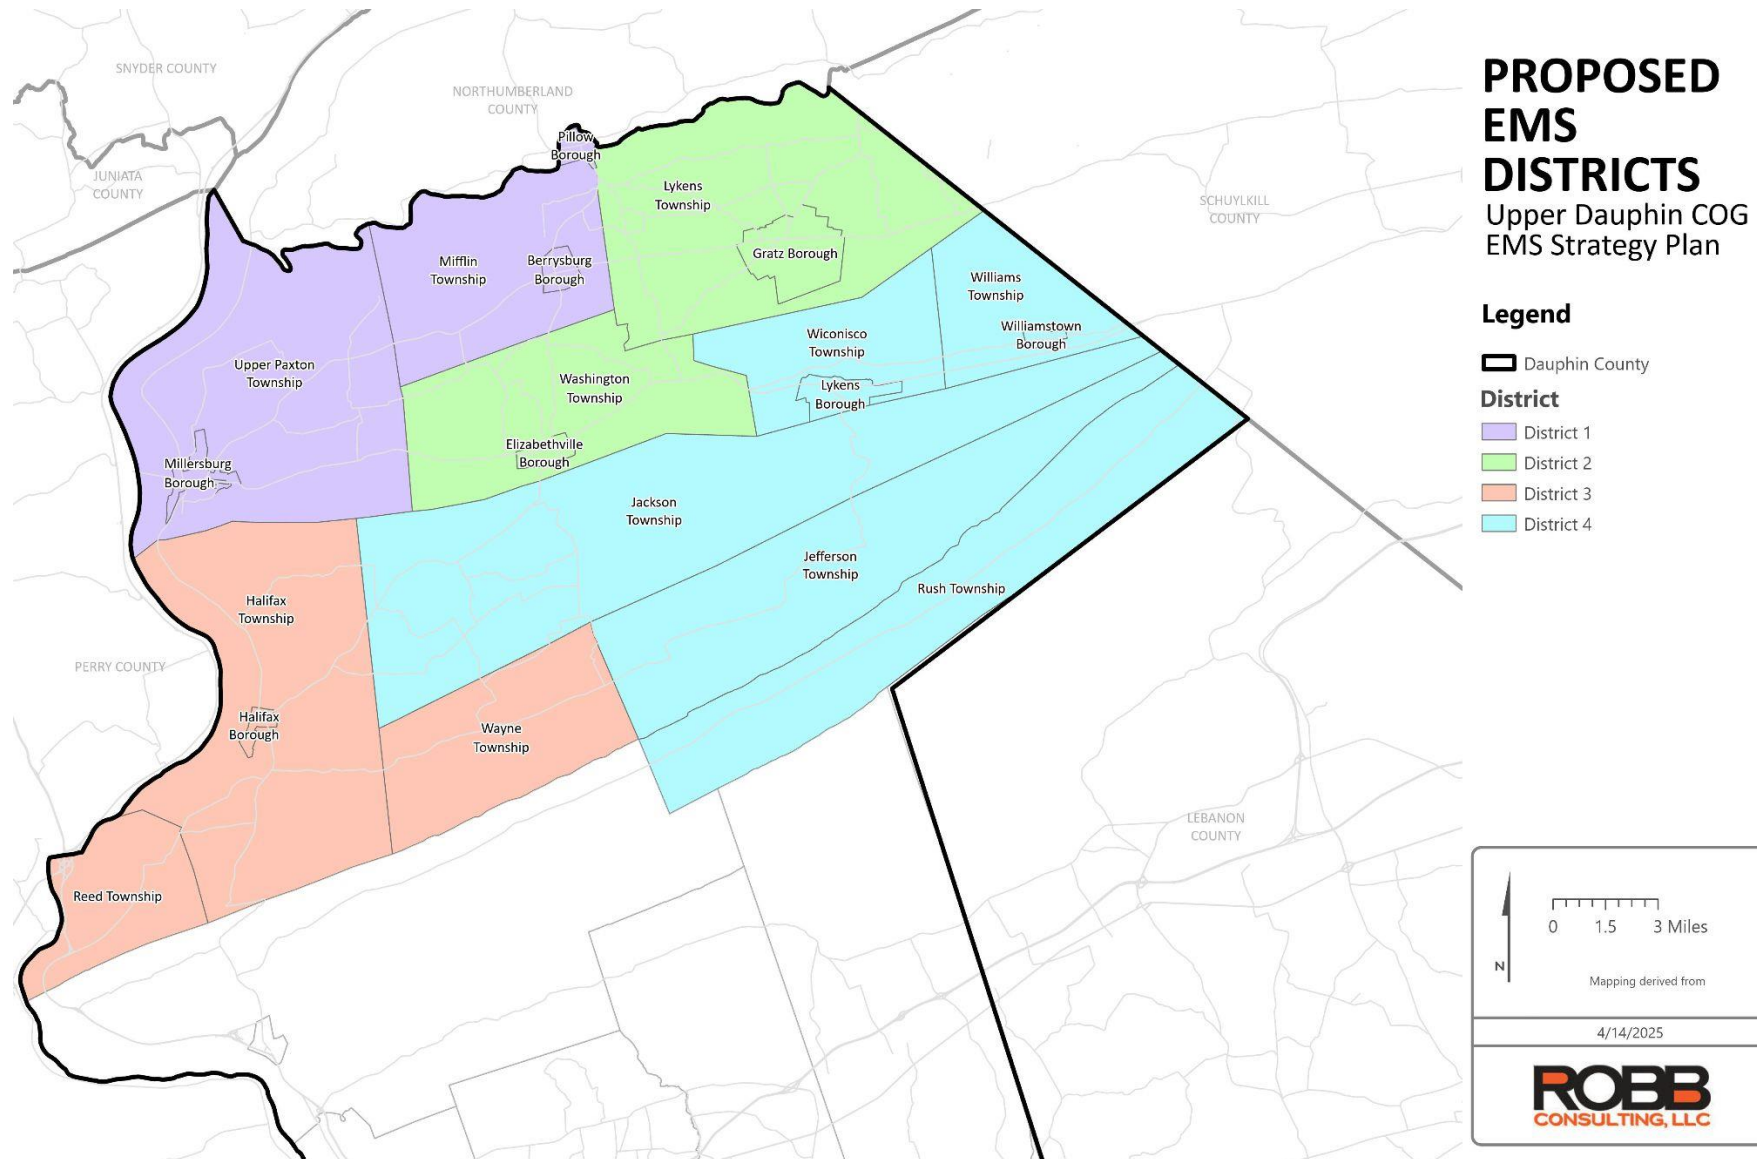 PROPOSED
EMS
DISTRICTS
Upper Dauphin COG
EMS Strategy Plan
Legend
Dauphin County
District
District 1
District 2
District 3
District 4
SNYDER COUNTY
NORTHUMBERLAND
COUNTY
JUNIATA
COUNTY
SCHUYLKILL
COUNTY
PERRY COUNTY
LEBANON
COUNTY
Pillow
Borough
Lykens
Township
Gratz Borough
Mifflin
Township
Berrysburg
Borough
Williams
Township
Williamstown
Borough
Wiconisco
Township
Lykens
Borough
Upper Paxton
Township
Washington
Township
Elizabethville
Borough
Millersburg
Borough
Jackson
Township
Jefferson
Township
Rush Township
Halifax
Township
Halifax
Borough
Wayne
Township
Reed Township
N
0 1.5 3 Miles
Mapping derived from
4/14/2025
ROBB
CONSULTING, LLC